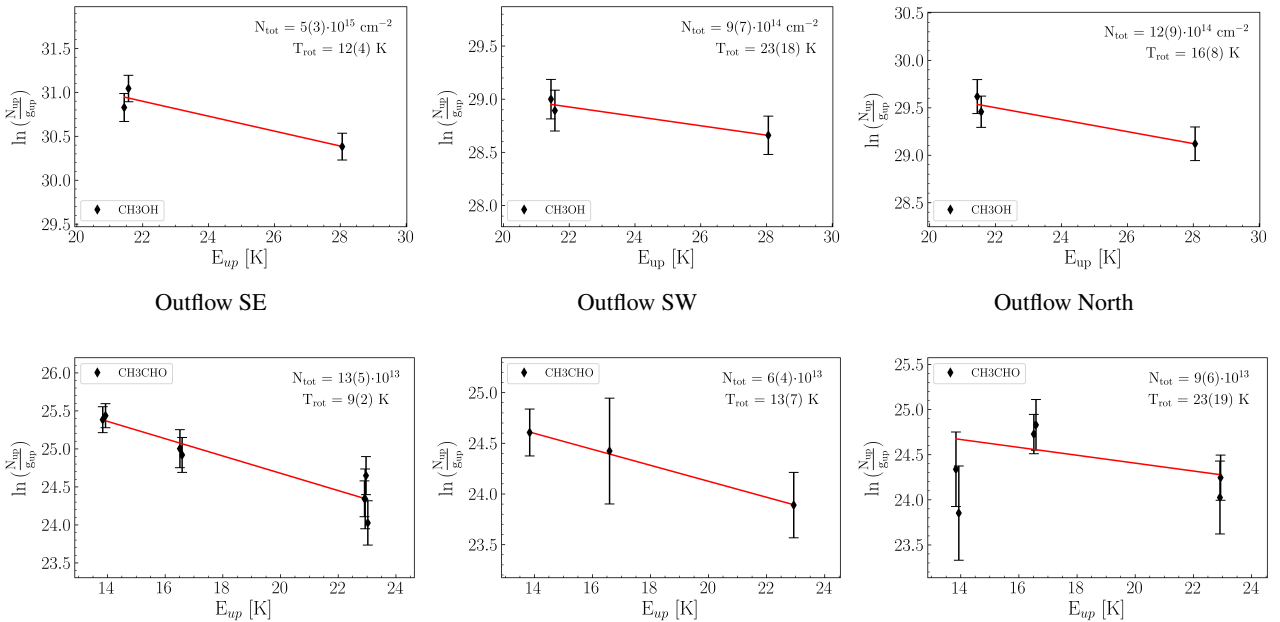 N_tot = 5(3)·10^15 cm^−2
T_rot = 12(4) K
31.5
31.0
30.5
30.0
29.5
ln (N_up/g_up)
CH3OH
20 22 24 26 28 30
E_up [K]
N_tot = 9(7)·10^14 cm^−2
T_rot = 23(18) K
29.5
29.0
28.5
28.0
ln (N_up/g_up)
CH3OH
20 22 24 26 28 30
E_up [K]
N_tot = 12(9)·10^14 cm^−2
T_rot = 16(8) K
30.5
30.0
29.5
29.0
28.5
ln (N_up/g_up)
CH3OH
20 22 24 26 28 30
E_up [K]
Outflow SE
Outflow SW
Outflow North
CH3CHO
N_tot = 13(5)·10^13
T_rot = 9(2) K
26.0
25.5
25.0
24.5
24.0
23.5
ln (N_up/g_up)
14 16 18 20 22 24
E_up [K]
CH3CHO
N_tot = 6(4)·10^13
T_rot = 13(7) K
25.0
24.5
24.0
23.5
ln (N_up/g_up)
14 16 18 20 22 24
E_up [K]
CH3CHO
N_tot = 9(6)·10^13
T_rot = 23(19) K
25.5
25.0
24.5
24.0
23.5
ln (N_up/g_up)
14 16 18 20 22 24
E_up [K]